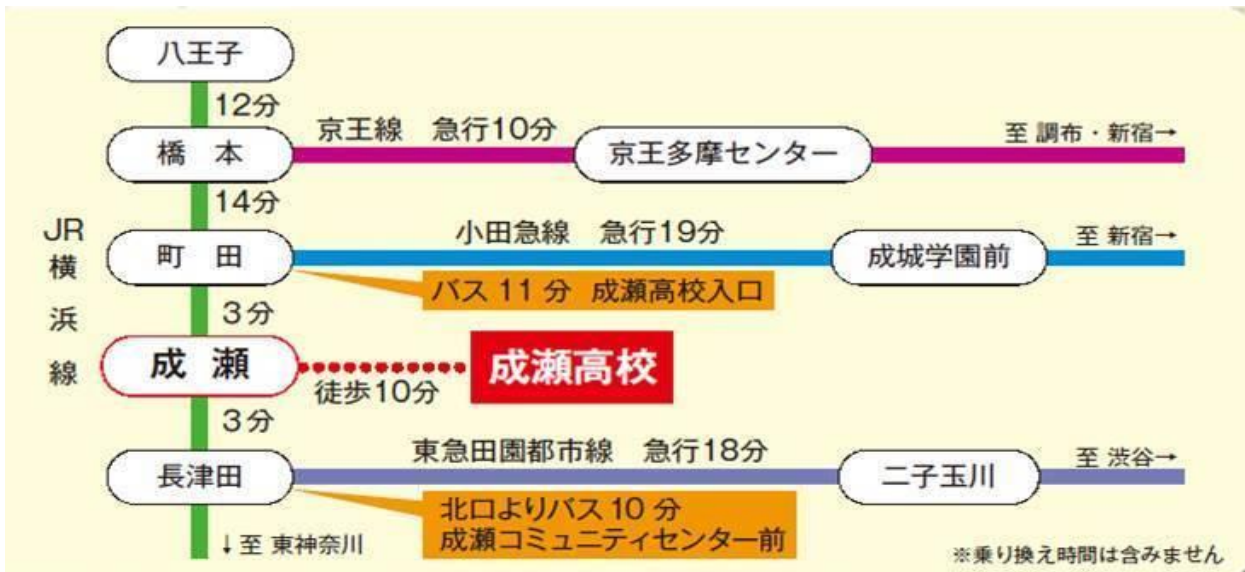 八王子
12分
橋本
京王線 急行10分
京王多摩センター
至 調布・新宿→
14分
町田
小田急線 急行19分
成城学園前
至 新宿→
バス 11 分 成瀬高校入口
JR横浜線
3分
成瀬
徒歩10分
成瀬高校
3分
長津田
東急田園都市線 急行18分
二子玉川
至 渋谷→
北口よりバス 10 分
成瀬コミュニティセンター前
↓至 東神奈川
※乗り換え時間は含みません